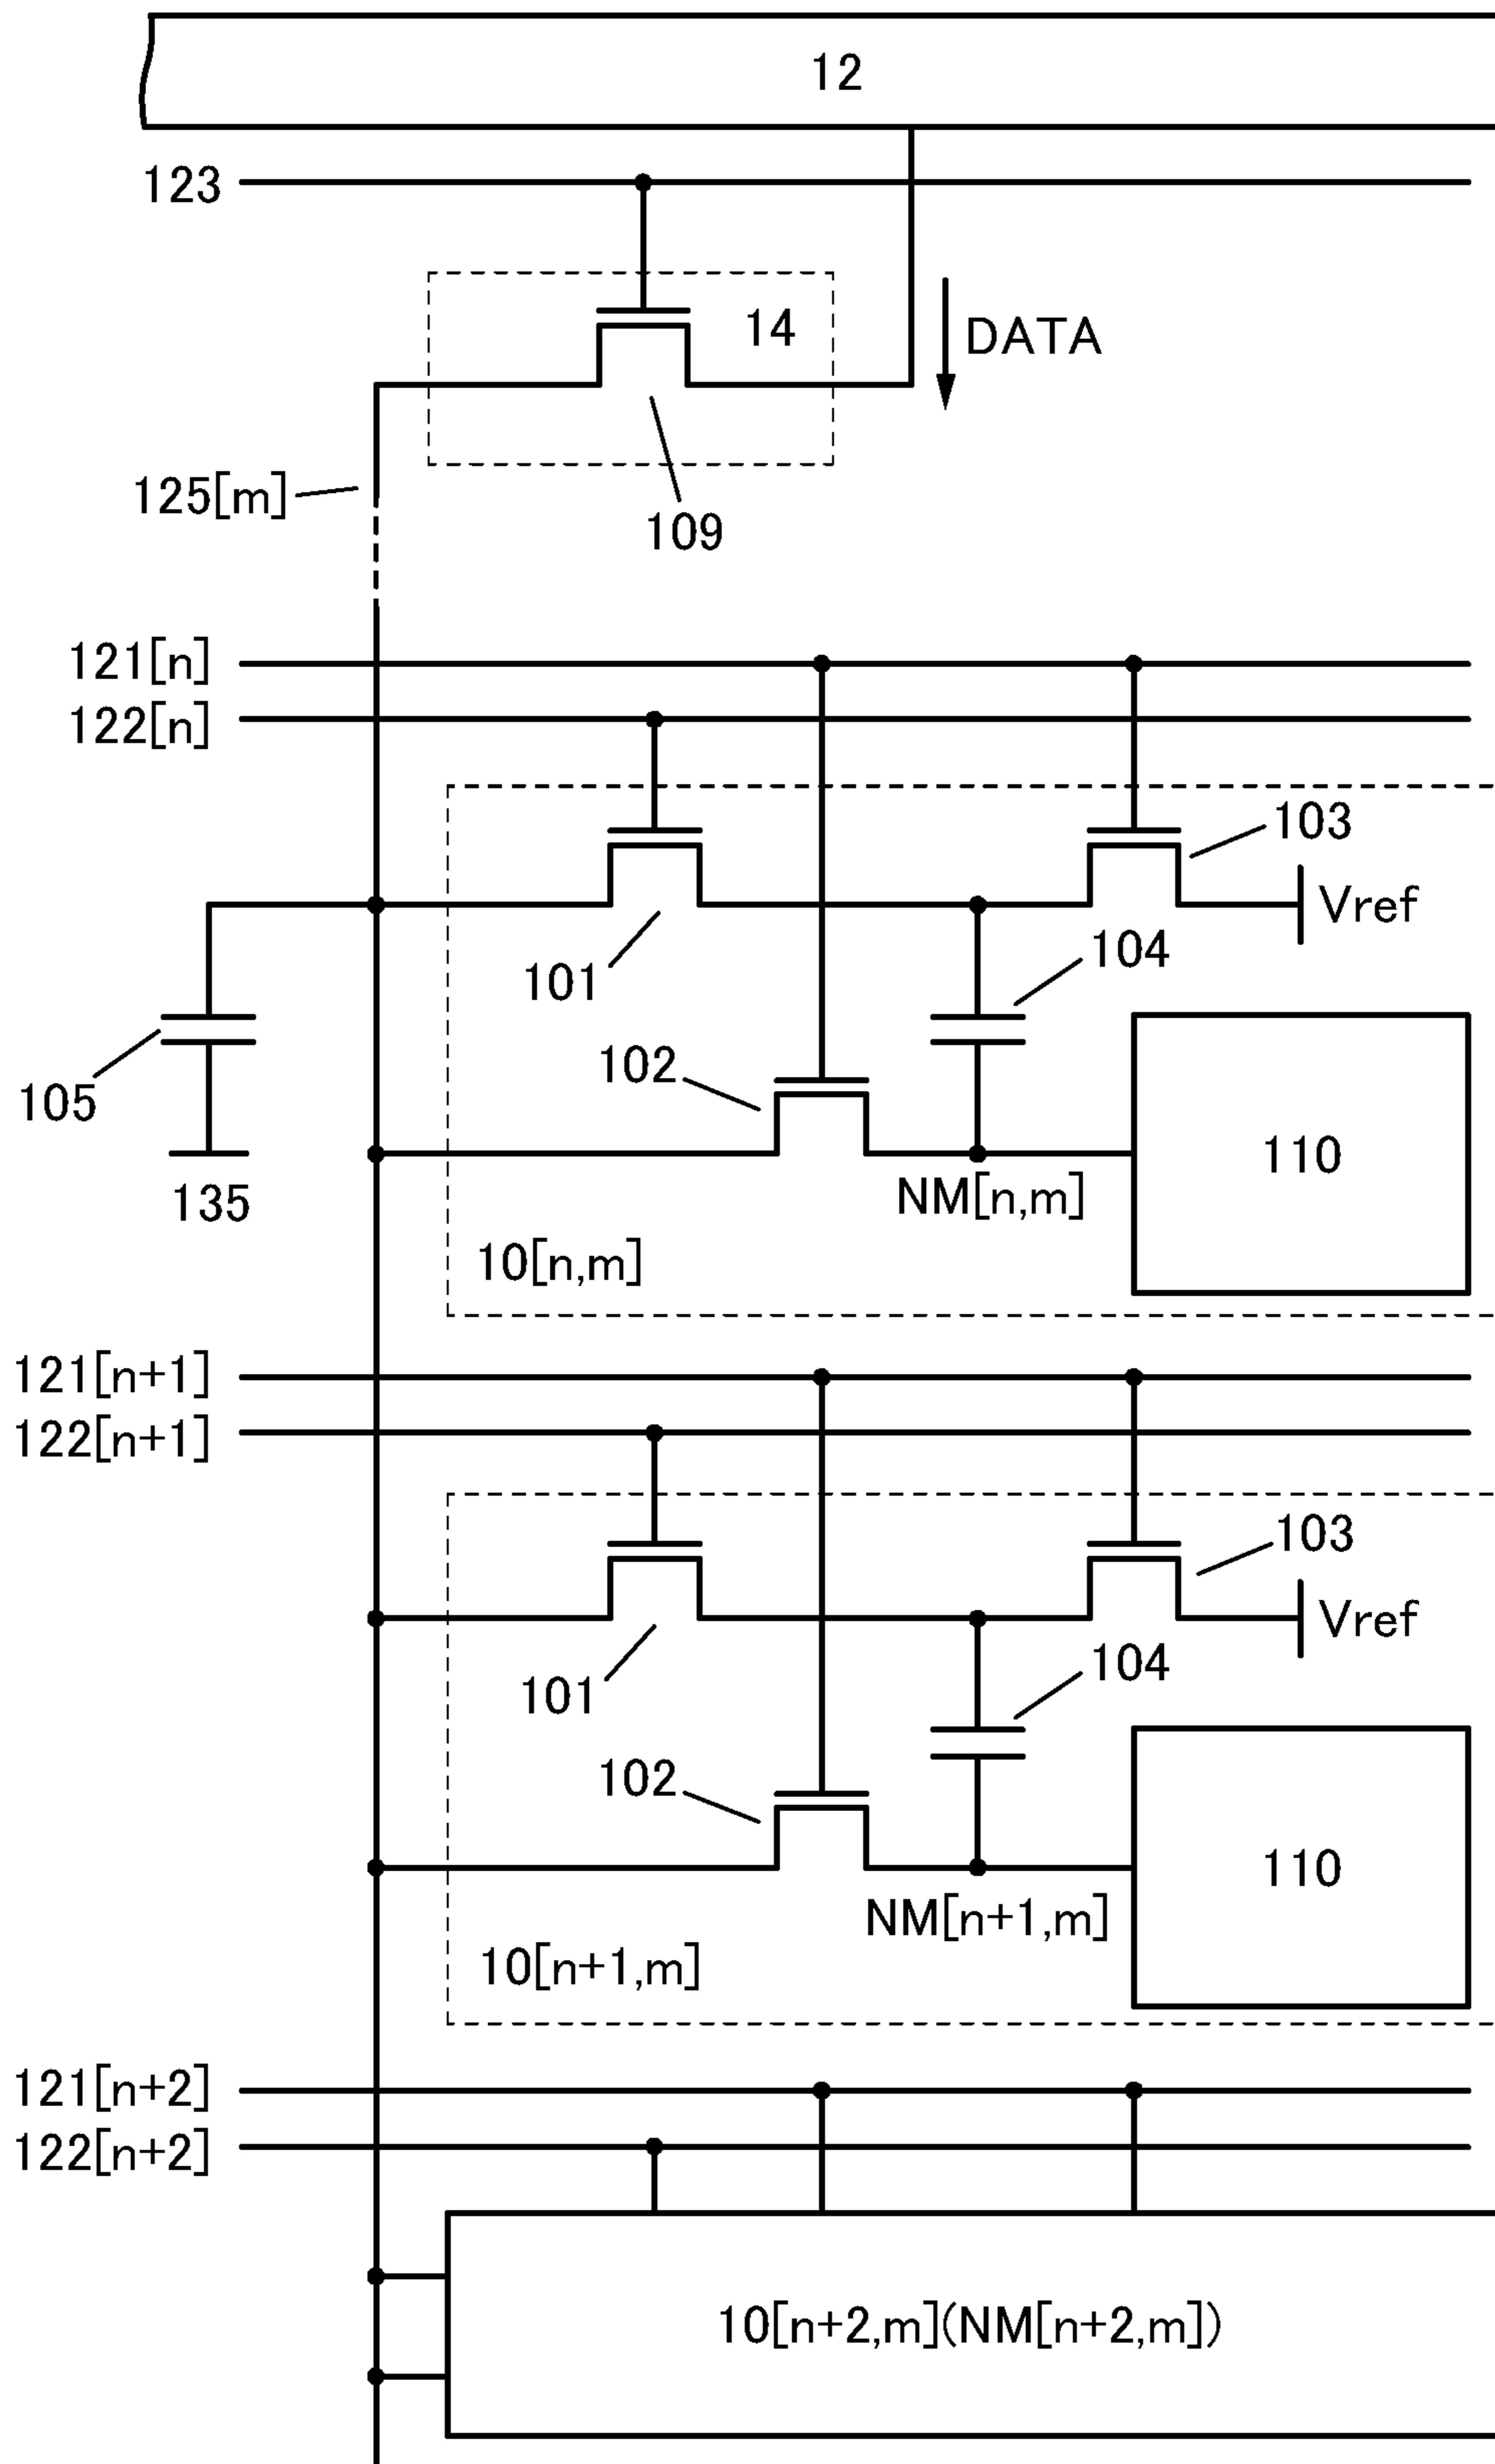 12
123
14
DATA
125[m]
109
121[n]
122[n]
103
Vref
104
101
102
105
110
135
NM[n,m]
10[n,m]
121[n+1]
122[n+1]
103
Vref
104
101
102
110
NM[n+1,m]
10[n+1,m]
121[n+2]
122[n+2]
10[n+2,m](NM[n+2,m])